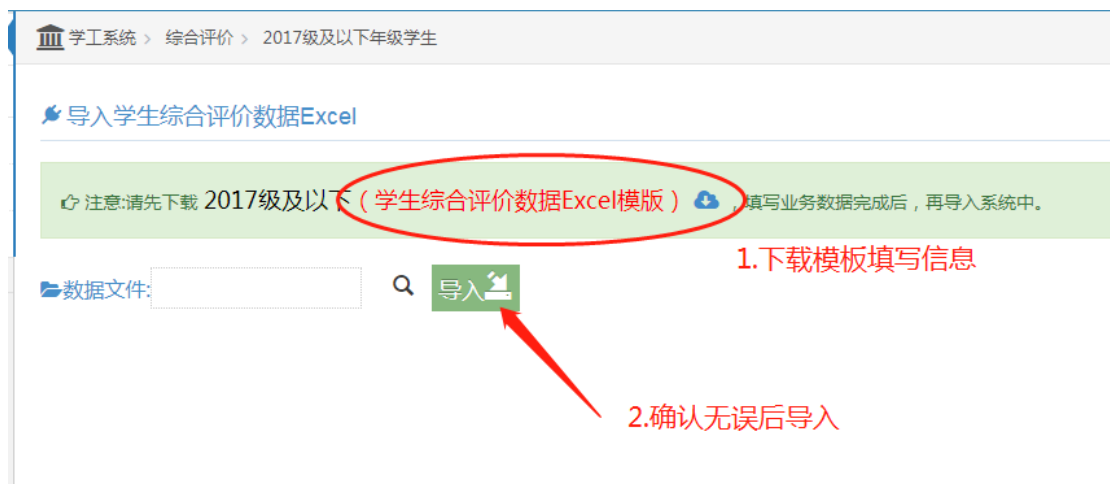 学工系统 > 综合评价 > 2017级及以下年级学生
导入学生综合评价数据Excel
注意:请先下载 2017级及以下（学生综合评价数据Excel模版），填写业务数据完成后，再导入系统中。
1.下载模板填写信息
数据文件:
导入
2.确认无误后导入